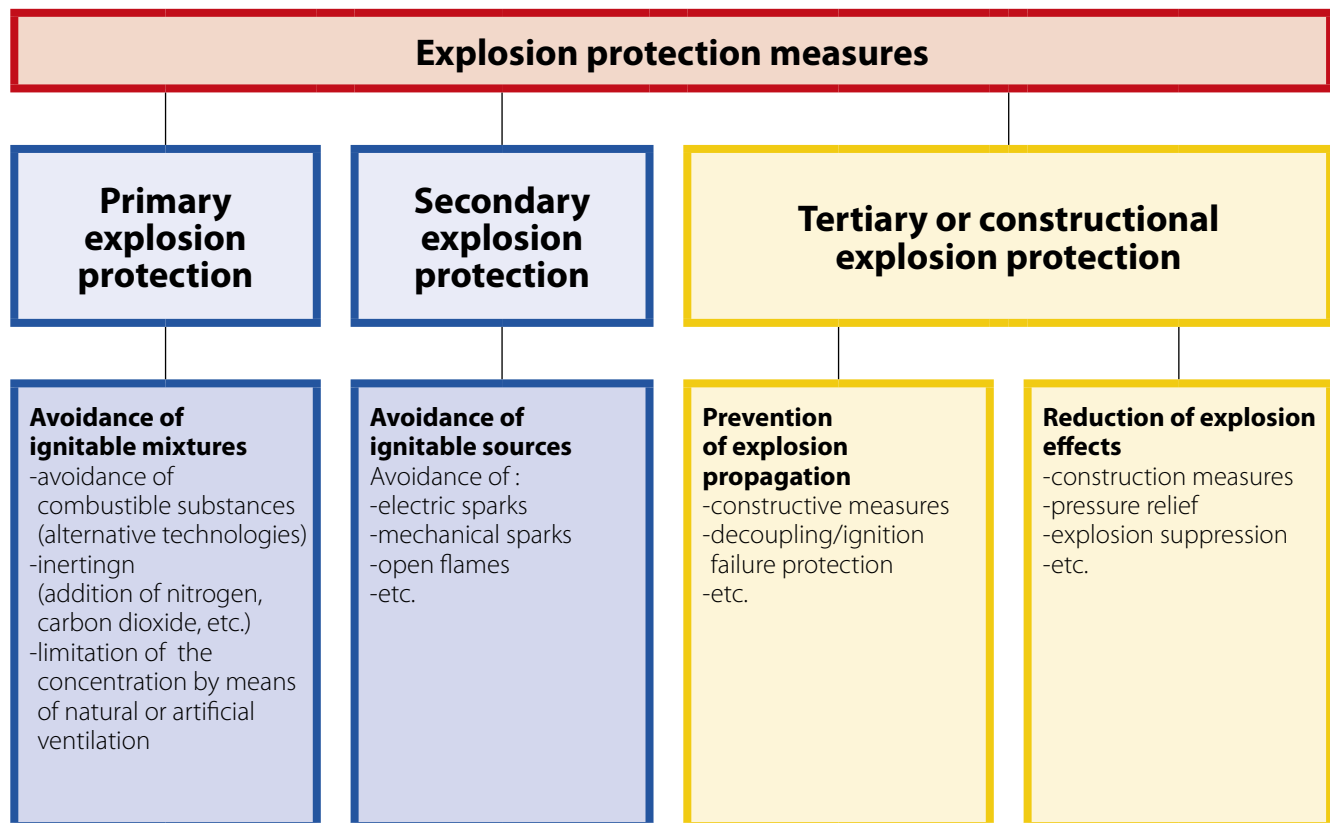 Explosion protection measures
Primary
explosion
protection
Secondary
explosion
protection
Tertiary or constructional
explosion protection
Avoidance of
ignitable mixtures
-avoidance of
combustible substances
(alternative technologies)
-inertingn
(addition of nitrogen,
carbon dioxide, etc.)
-limitation of the
concentration by means
of natural or artificial
ventilation
Avoidance of
ignitable sources
Avoidance of :
-electric sparks
-mechanical sparks
-open flames
-etc.
Prevention
of explosion
propagation
-constructive measures
-decoupling/ignition
failure protection
-etc.
Reduction of explosion
effects
-construction measures
-pressure relief
-explosion suppression
-etc.